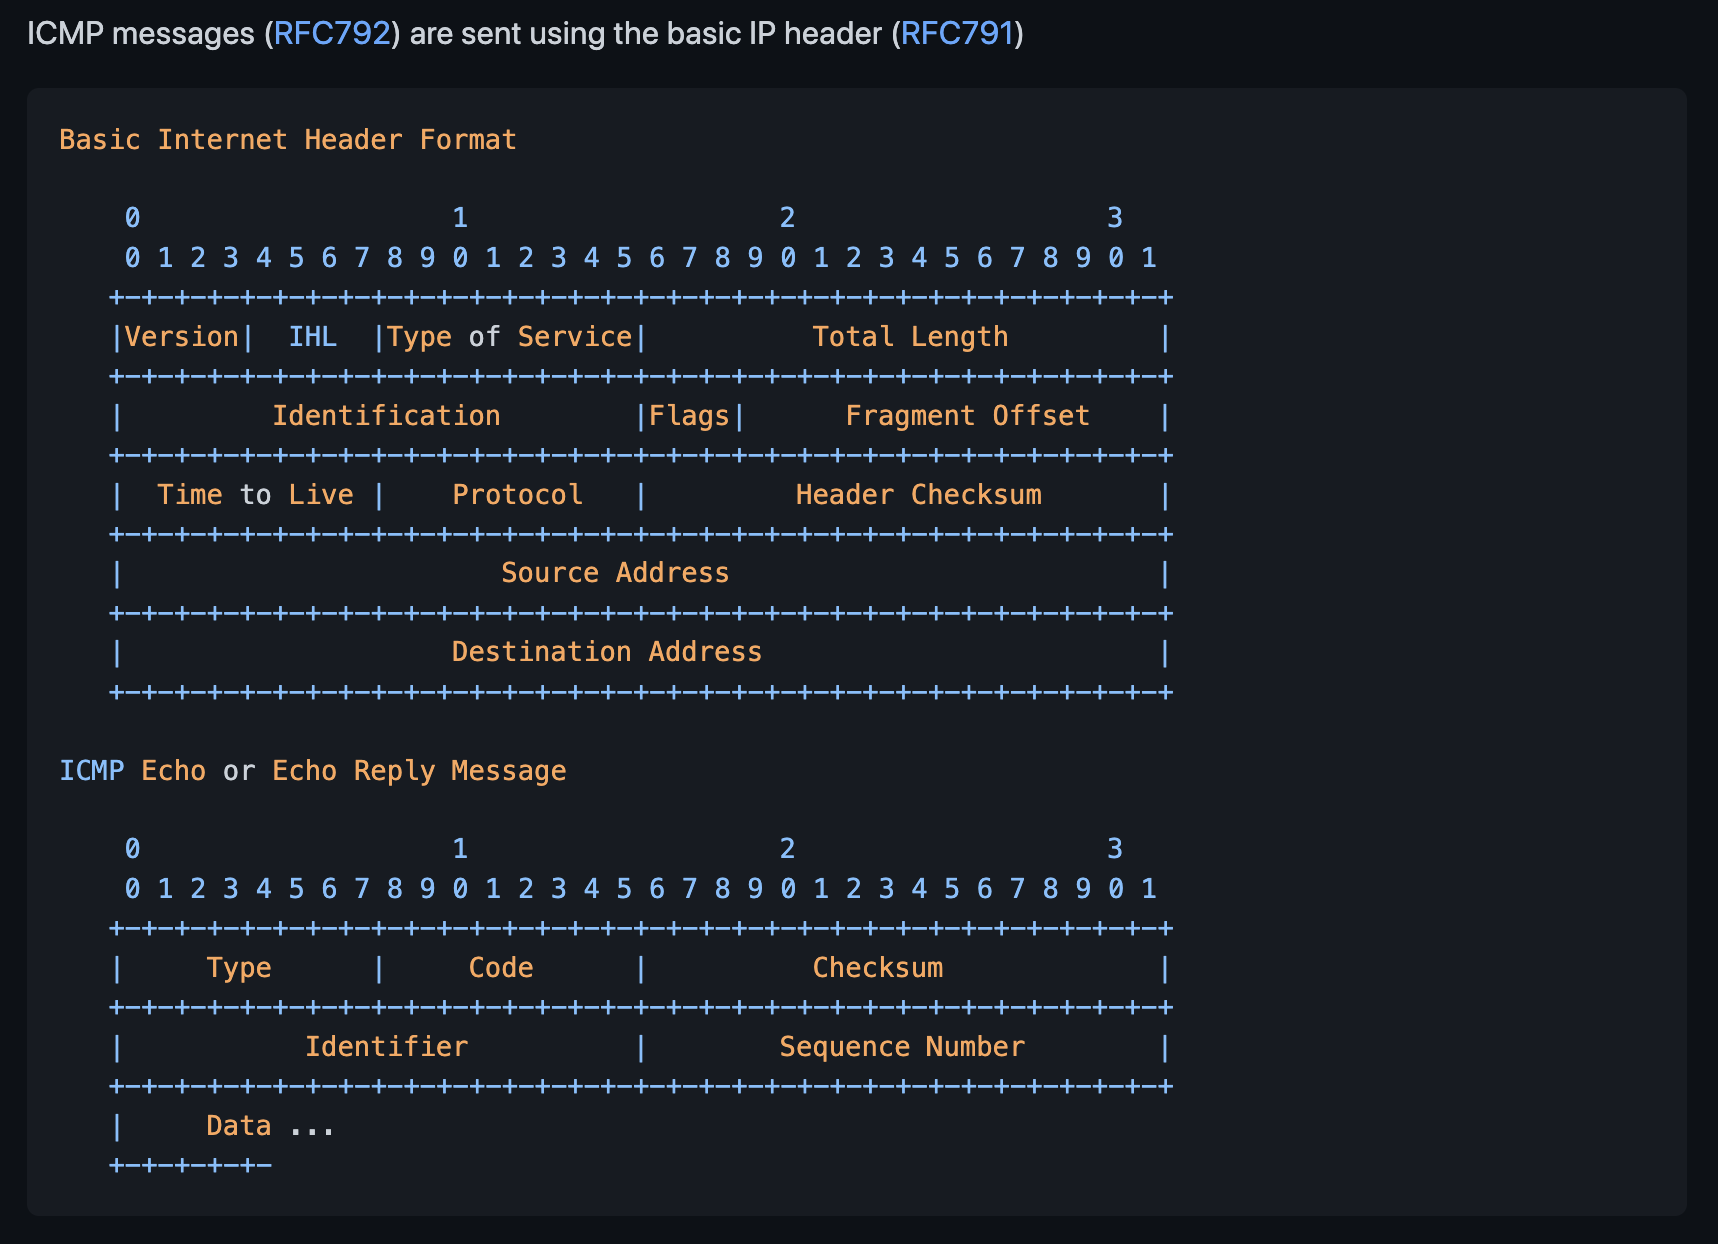 ICMP messages (RFC792) are sent using the basic IP header (RFC791)
Basic Internet Header Format
 0                   1                   2                   3
 0 1 2 3 4 5 6 7 8 9 0 1 2 3 4 5 6 7 8 9 0 1 2 3 4 5 6 7 8 9 0 1
+-+-+-+-+-+-+-+-+-+-+-+-+-+-+-+-+-+-+-+-+-+-+-+-+-+-+-+-+-+-+-+-+
|Version|  IHL  |Type of Service|          Total Length         |
+-+-+-+-+-+-+-+-+-+-+-+-+-+-+-+-+-+-+-+-+-+-+-+-+-+-+-+-+-+-+-+-+
|         Identification        |Flags|      Fragment Offset    |
+-+-+-+-+-+-+-+-+-+-+-+-+-+-+-+-+-+-+-+-+-+-+-+-+-+-+-+-+-+-+-+-+
|  Time to Live |    Protocol   |         Header Checksum       |
+-+-+-+-+-+-+-+-+-+-+-+-+-+-+-+-+-+-+-+-+-+-+-+-+-+-+-+-+-+-+-+-+
|                       Source Address                          |
+-+-+-+-+-+-+-+-+-+-+-+-+-+-+-+-+-+-+-+-+-+-+-+-+-+-+-+-+-+-+-+-+
|                    Destination Address                        |
+-+-+-+-+-+-+-+-+-+-+-+-+-+-+-+-+-+-+-+-+-+-+-+-+-+-+-+-+-+-+-+-+
ICMP Echo or Echo Reply Message
 0                   1                   2                   3
 0 1 2 3 4 5 6 7 8 9 0 1 2 3 4 5 6 7 8 9 0 1 2 3 4 5 6 7 8 9 0 1
+-+-+-+-+-+-+-+-+-+-+-+-+-+-+-+-+-+-+-+-+-+-+-+-+-+-+-+-+-+-+-+-+
|     Type      |     Code      |          Checksum             |
+-+-+-+-+-+-+-+-+-+-+-+-+-+-+-+-+-+-+-+-+-+-+-+-+-+-+-+-+-+-+-+-+
|           Identifier          |        Sequence Number        |
+-+-+-+-+-+-+-+-+-+-+-+-+-+-+-+-+-+-+-+-+-+-+-+-+-+-+-+-+-+-+-+-+
|     Data ...
+-+-+-+-+-